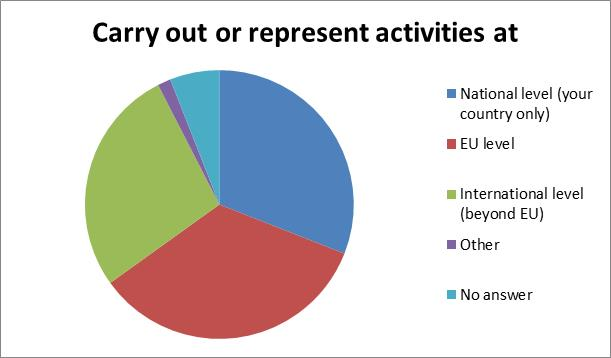 Carry out or represent activities at
National level (your
country only)
EU level
International level
(beyond EU)
Other
No answer